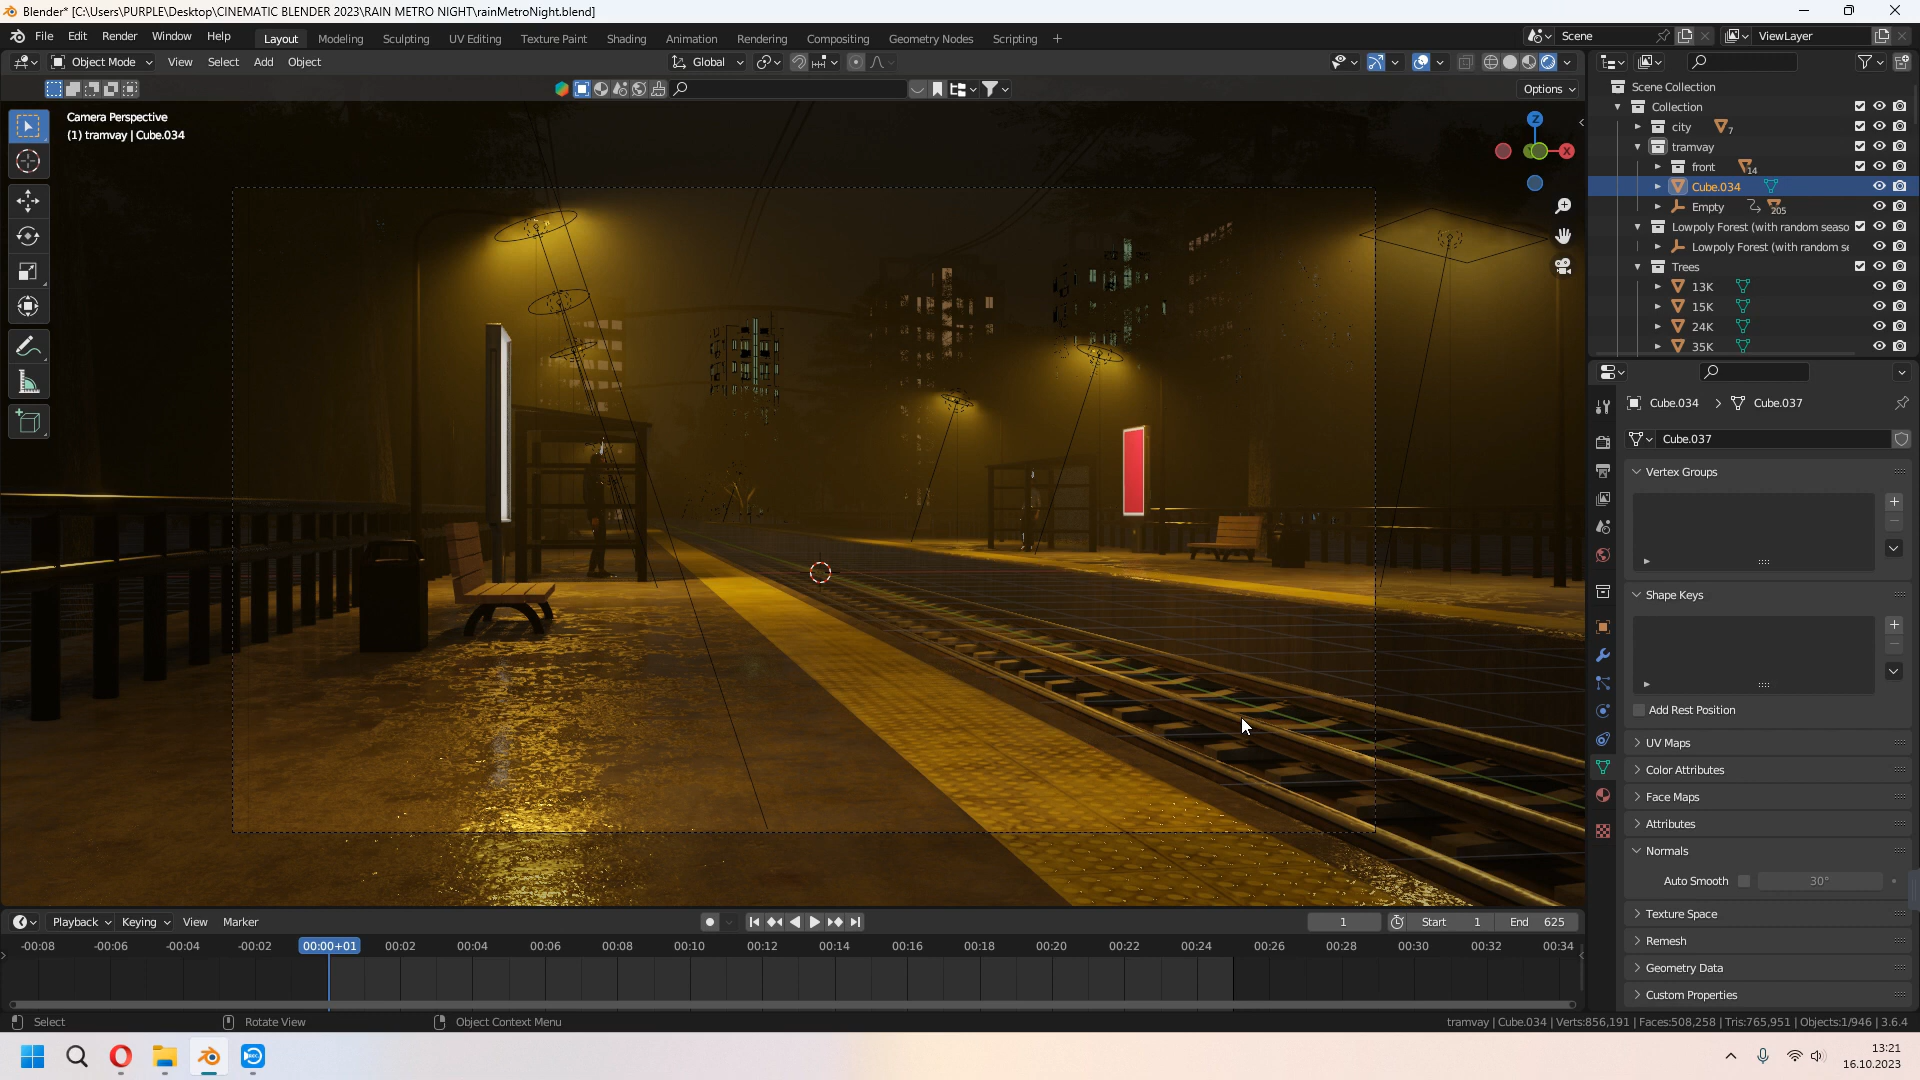 Blender* [C:\Users\PURPLE\Desktop\CINEMATIC BLENDER 2023\RAIN METRO NIGHT\rainMetroNight.blend]
File Edit Render Window Help Layout Modeling Sculpting UV Editing Texture Paint Shading Animation Rendering Compositing Geometry Nodes Scripting + Scene ViewLayer
Object Mode View Select Add Object Global
Options
Camera Perspective
(1) tramvay | Cube.034
Z
X
Scene Collection
Collection
city 7
tramvay
front 14
Cube.034
Empty 205
Lowpoly Forest (with random seaso
Lowpoly Forest (with random se
Trees
13K
15K
24K
35K
Cube.034 > Cube.037
Cube.037
Vertex Groups
Shape Keys
Add Rest Position
UV Maps
Color Attributes
Face Maps
Attributes
Normals
Auto Smooth 30°
Texture Space
Remesh
Geometry Data
Custom Properties
Playback Keying View Marker 1 Start 1 End 625
-00:08 -00:06 -00:04 -00:02 00:00+01 00:02 00:04 00:06 00:08 00:10 00:12 00:14 00:16 00:18 00:20 00:22 00:24 00:26 00:28 00:30 00:32 00:34
Select Rotate View Object Context Menu tramvay | Cube.034 | Verts:856,191 | Faces:508,258 | Tris:765,951 | Objects:1/946 | 3.6.4
13:21
16.10.2023